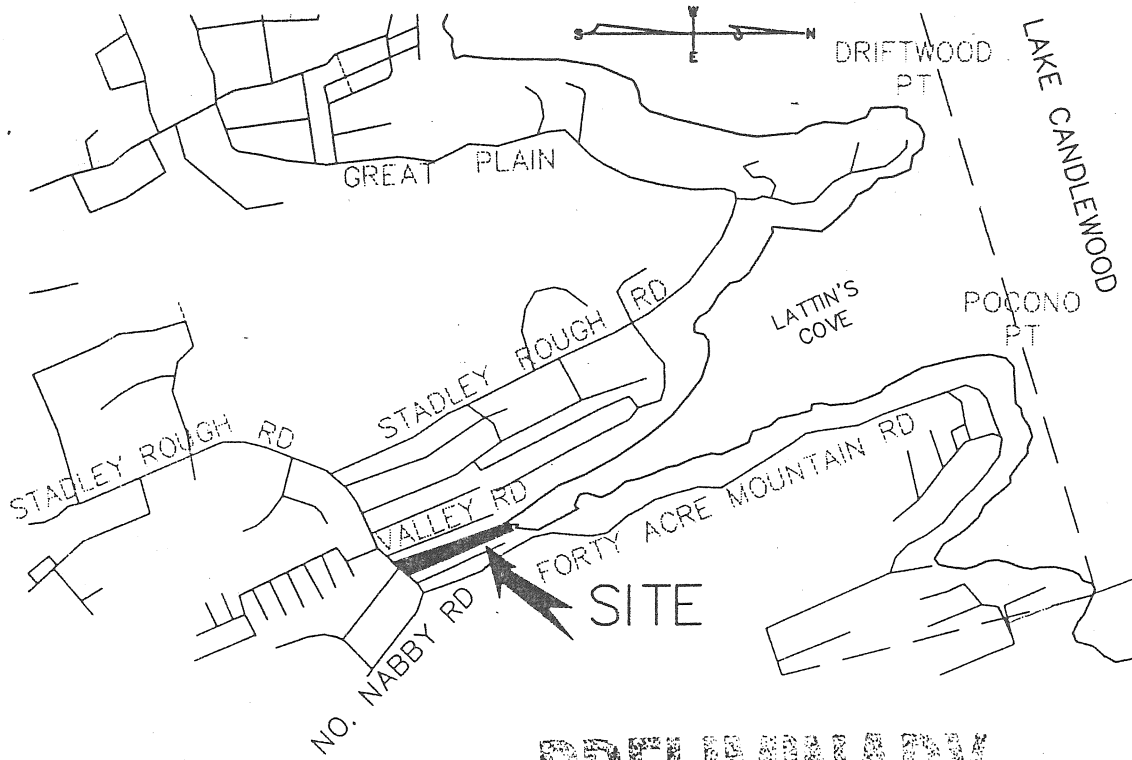 W
S N
E
DRIFTWOOD
PT
LAKE CANDLEWOOD
GREAT PLAIN
LATTIN'S
COVE
POCONO
PT
STADLEY ROUGH RD
STADLEY ROUGH RD
VALLEY RD
FORTY ACRE MOUNTAIN RD
SITE
NO. NABBY RD
PRELIMINARY